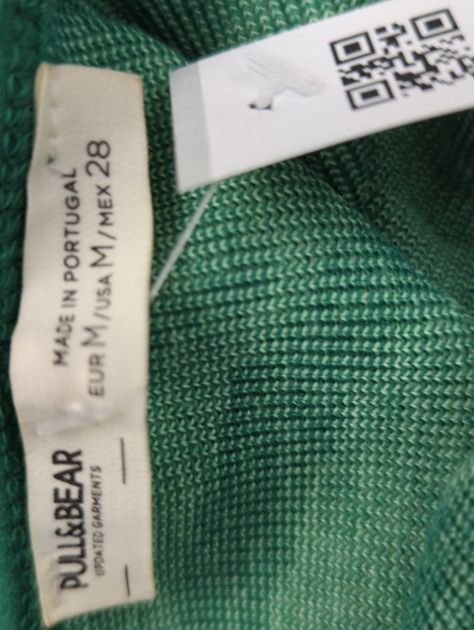 PULL&BEAR
UPDATED GARMENTS
MADE IN PORTUGAL
EUR M / USA M / MEX 28